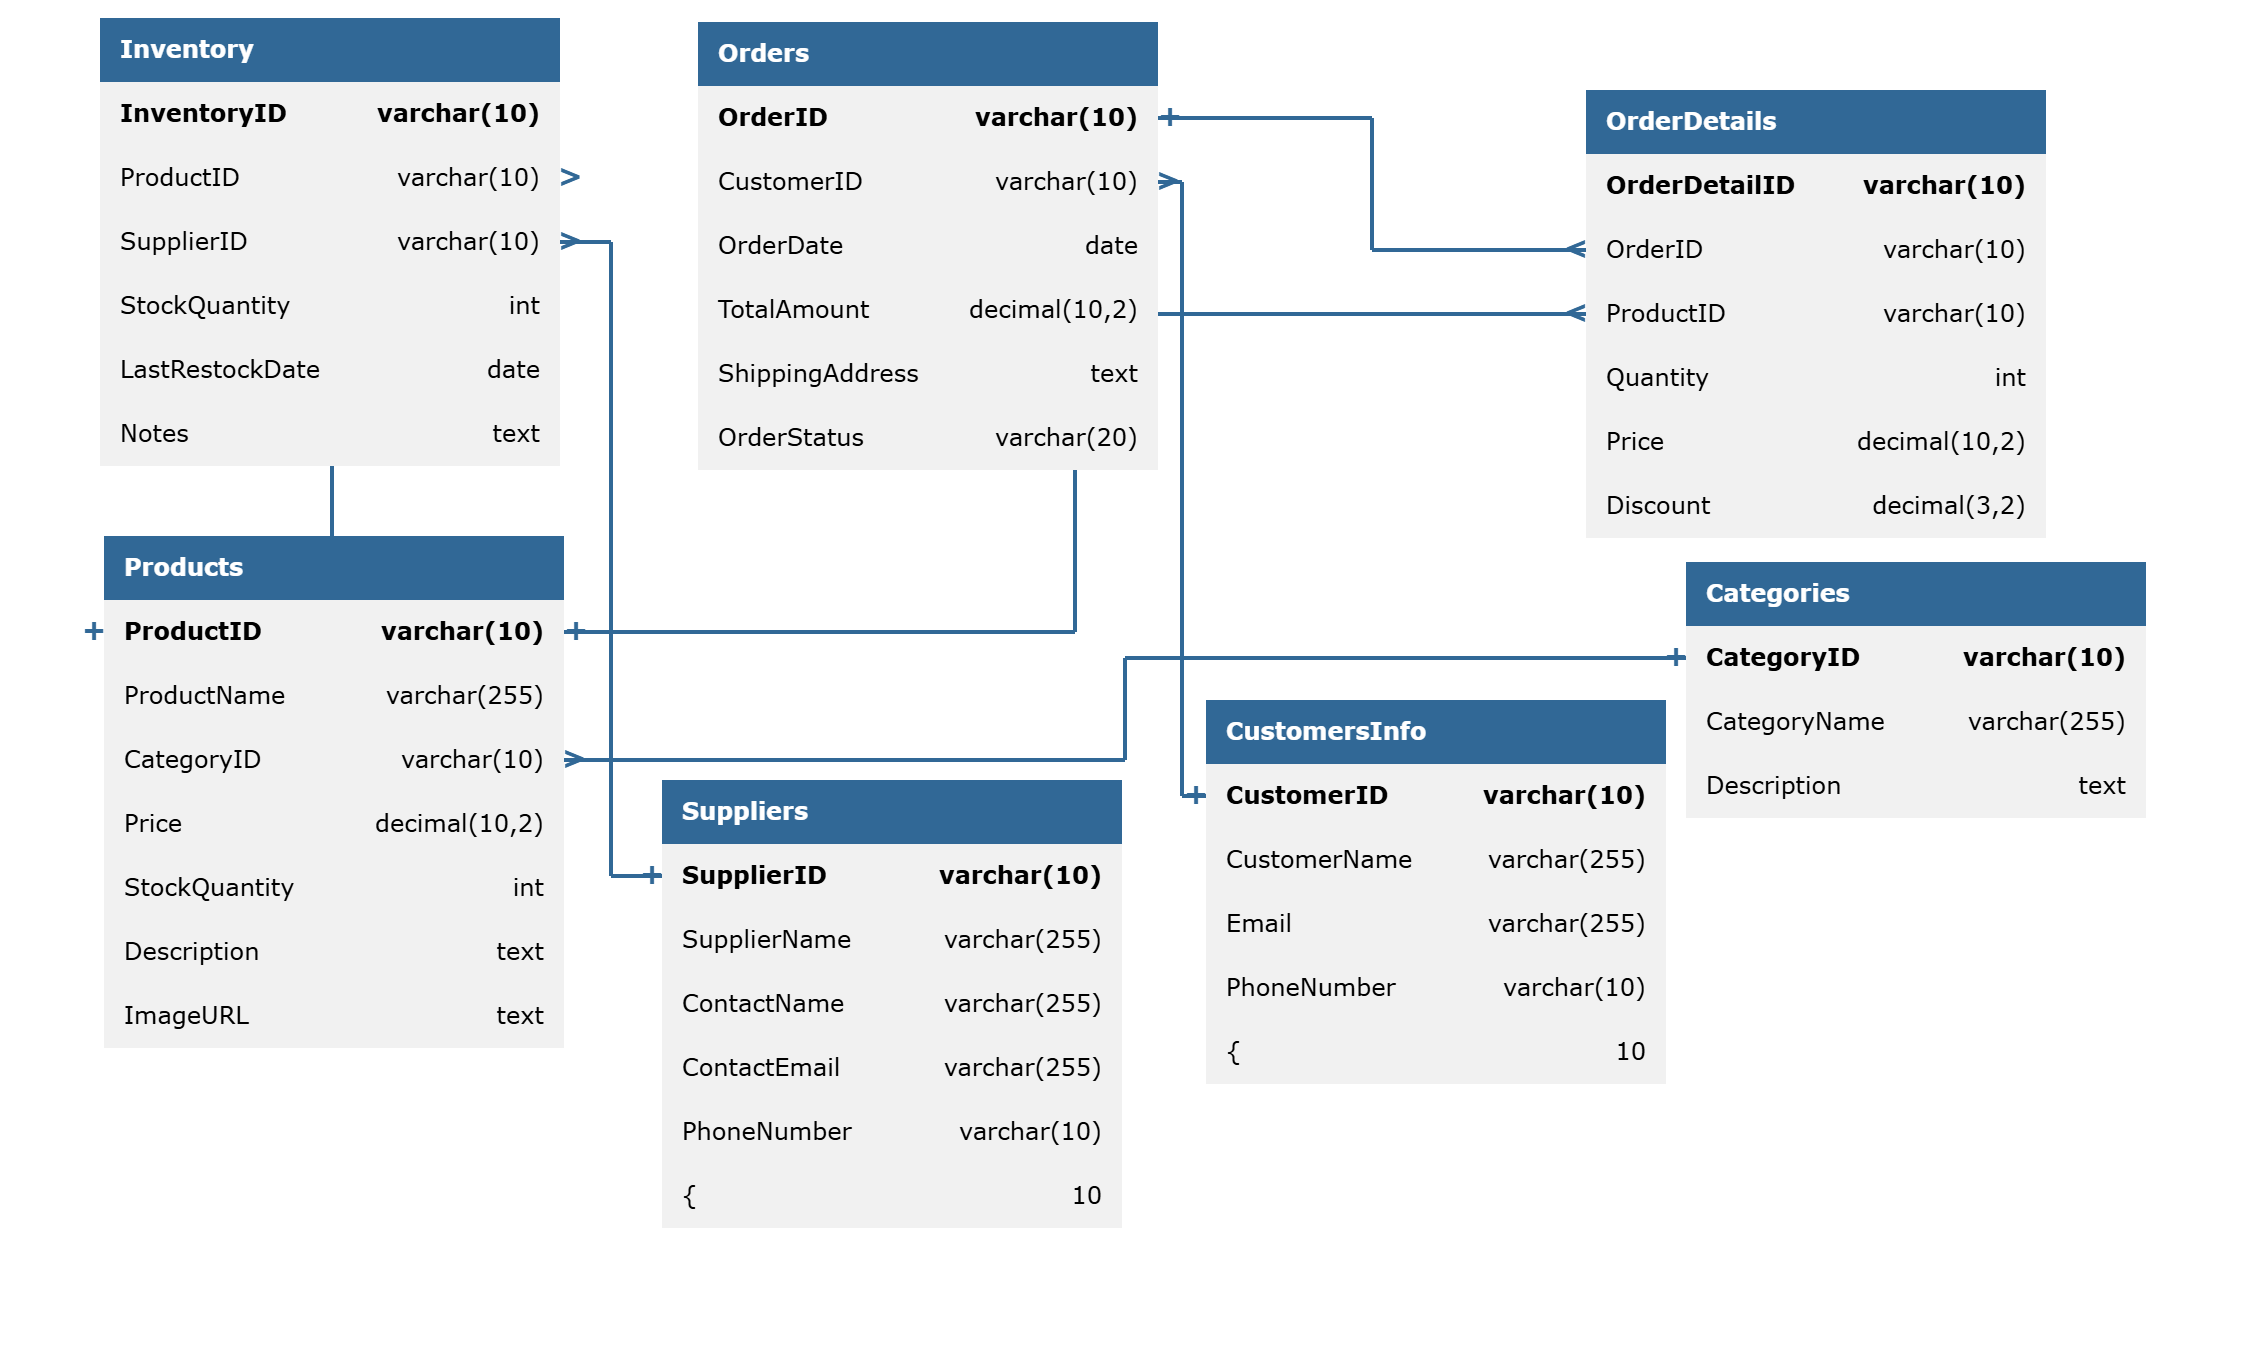 Inventory
InventoryID varchar(10)
ProductID varchar(10)
SupplierID varchar(10)
StockQuantity int
LastRestockDate date
Notes text
Orders
OrderID varchar(10)
CustomerID varchar(10)
OrderDate date
TotalAmount decimal(10,2)
ShippingAddress text
OrderStatus varchar(20)
OrderDetails
OrderDetailID varchar(10)
OrderID varchar(10)
ProductID varchar(10)
Quantity int
Price decimal(10,2)
Discount decimal(3,2)
Products
ProductID varchar(10)
ProductName varchar(255)
CategoryID varchar(10)
Price decimal(10,2)
StockQuantity int
Description text
ImageURL text
Suppliers
SupplierID varchar(10)
SupplierName varchar(255)
ContactName varchar(255)
ContactEmail varchar(255)
PhoneNumber varchar(10)
{ 10
CustomersInfo
CustomerID varchar(10)
CustomerName varchar(255)
Email varchar(255)
PhoneNumber varchar(10)
{ 10
Categories
CategoryID varchar(10)
CategoryName varchar(255)
Description text